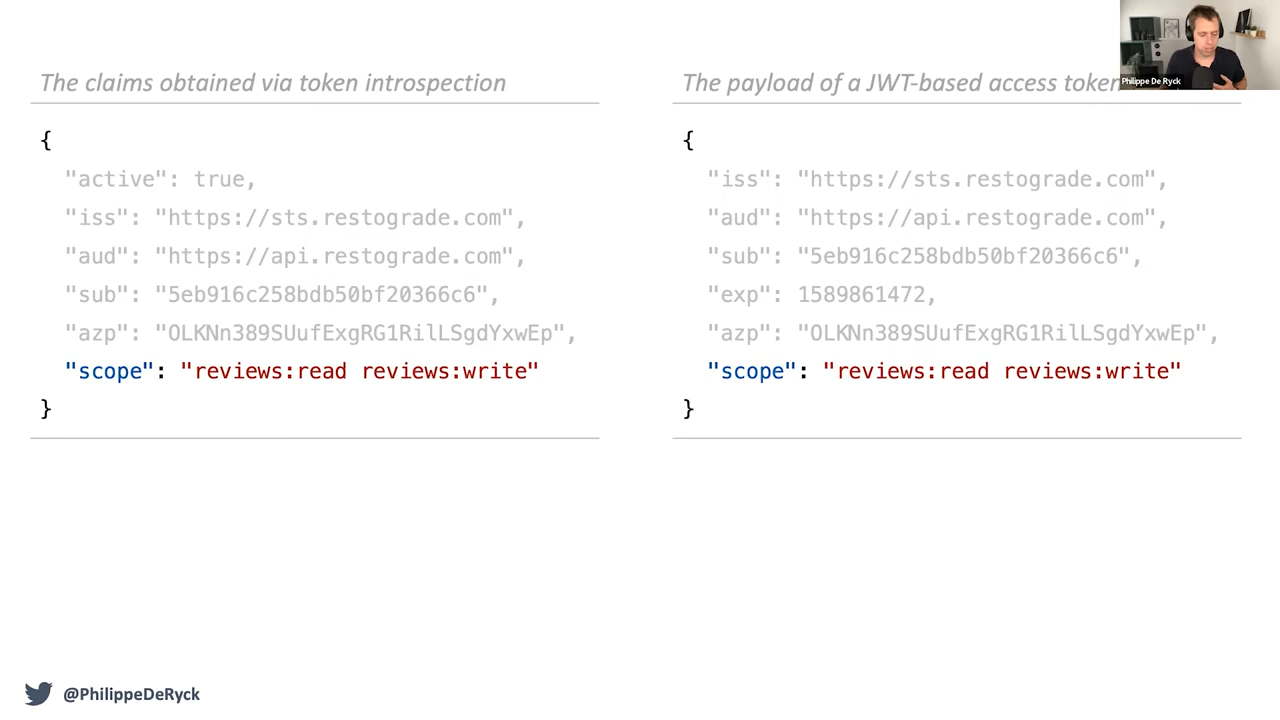 The claims obtained via token introspection
{
"active": true,
"iss": "https://sts.restograde.com",
"aud": "https://api.restograde.com",
"sub": "5eb916c258bdb50bf20366c6",
"azp": "OLKNn389SUufExgRG1RilLSgdYxwEp",
"scope": "reviews:read reviews:write"
}
The payload of a JWT-based access token
{
"iss": "https://sts.restograde.com",
"aud": "https://api.restograde.com",
"sub": "5eb916c258bdb50bf20366c6",
"exp": 1589861472,
"azp": "OLKNn389SUufExgRG1RilLSgdYxwEp",
"scope": "reviews:read reviews:write"
}
Philippe De Ryck
@PhilippeDeRyck